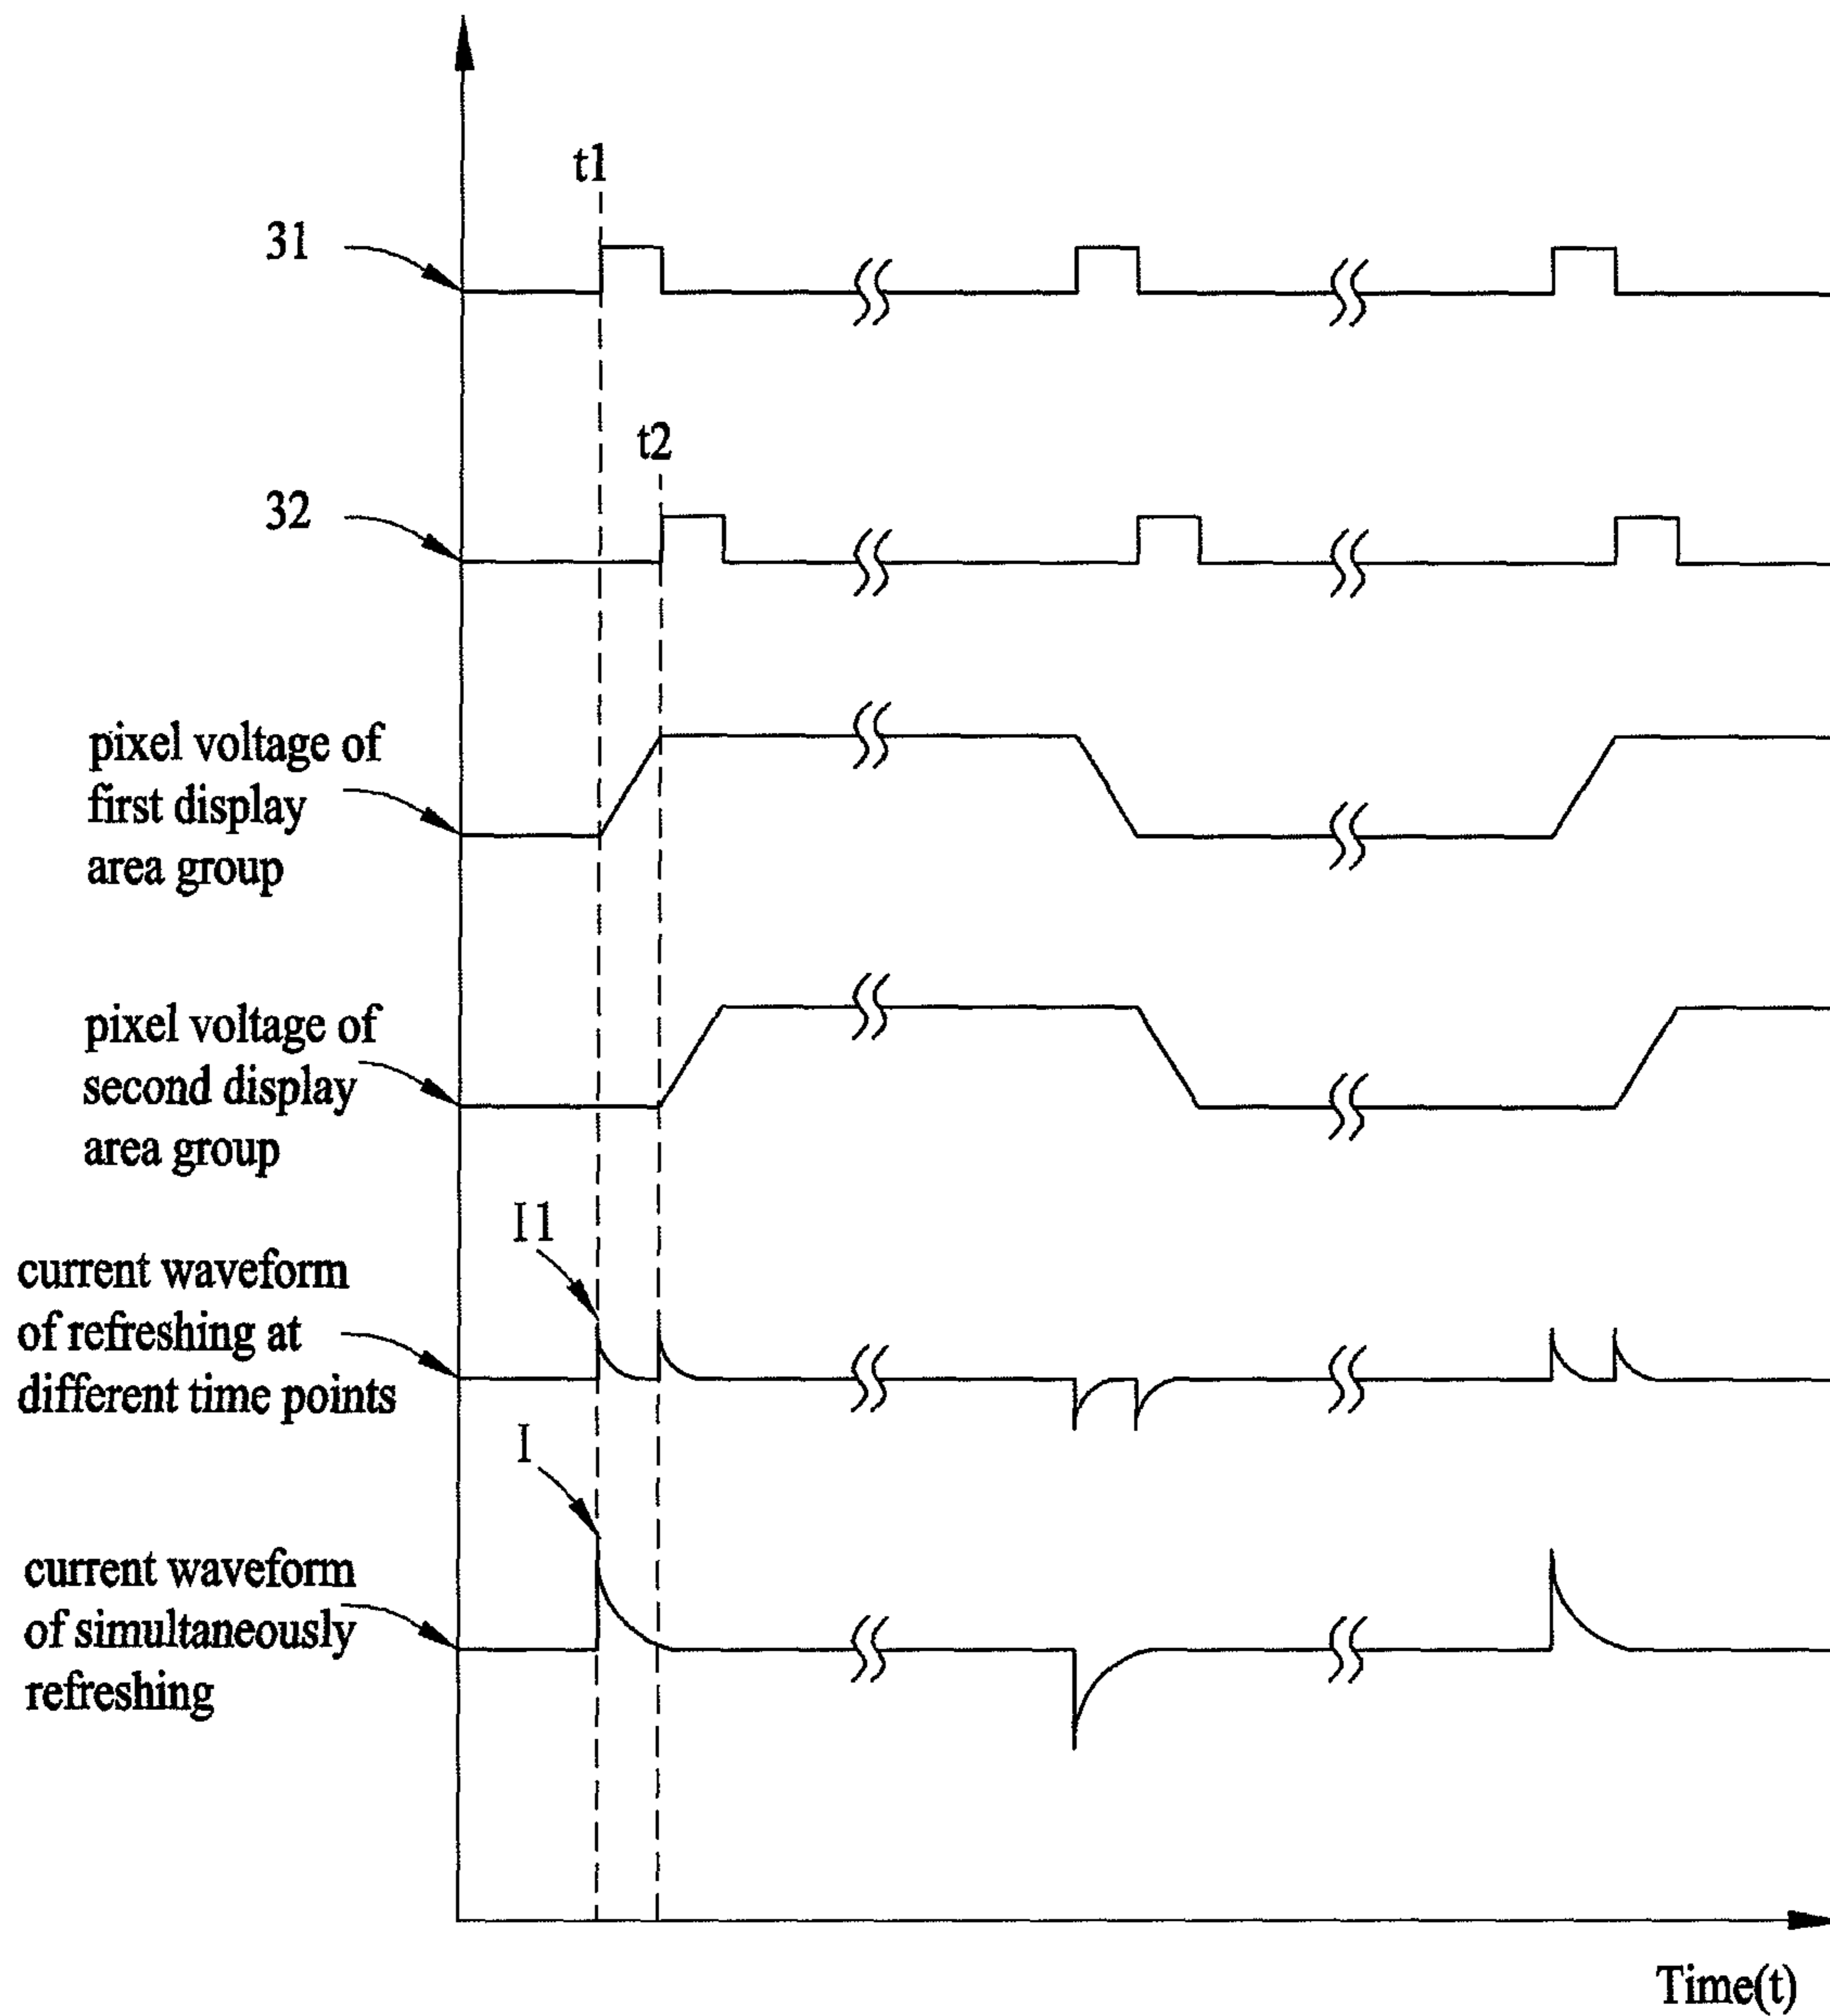 t1
31
t2
32
pixel voltage of
first display
area group
pixel voltage of
second display
area group
I1
current waveform
of refreshing at
different time points
I
current waveform
of simultaneously
refreshing
Time(t)